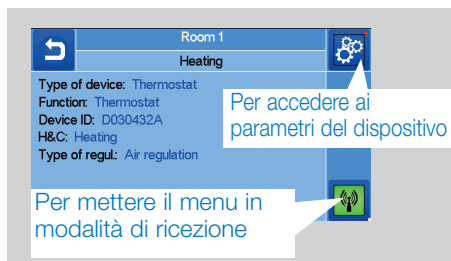 Room 1
Heating
Type of device: Thermostat
Function: Thermostat
Device ID: D030432A
H&C: Heating
Type of regul.: Air regulation
Per accedere ai
parametri del dispositivo
Per mettere il menu in
modalità di ricezione